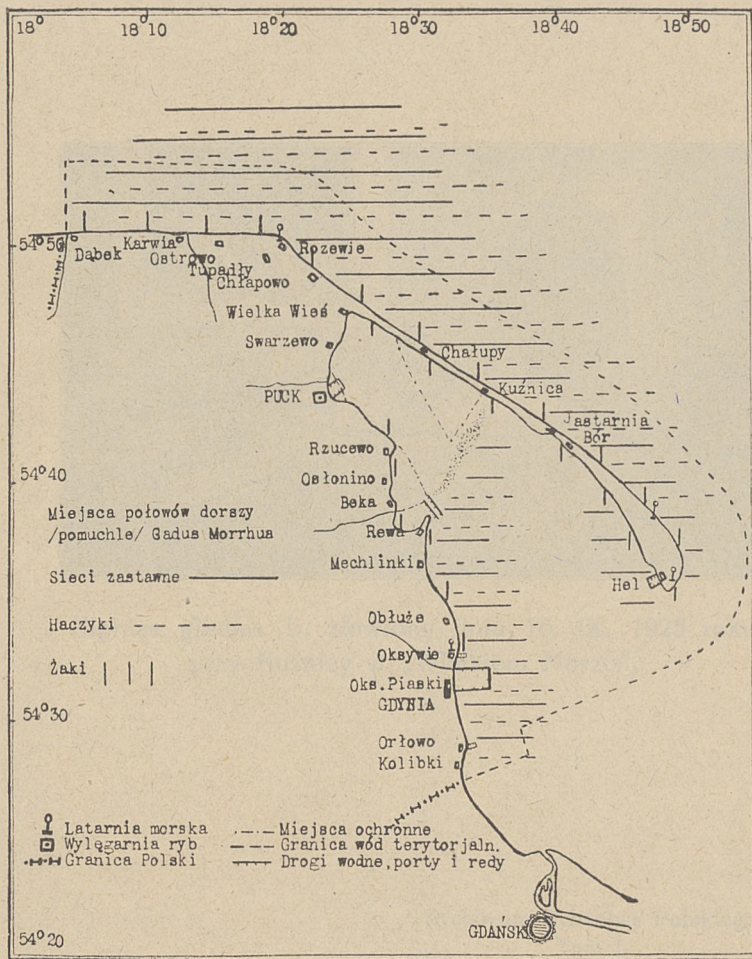 18° 18°10 18°20 18°30 18°40 18°50
54°50
Dąbek
Karwia
Ostrowo
Tupadły
Rozewie
Chłapowo
Wielka Wieś
Swarzewo
Chałupy
PUCK
Kuźnica
Jastarnia
Bór
Rzucewo
54°40
Osłonino
Beka
Miejsca połowów dorszy
/pomuchle/ Gadus Morrhua
Rewa
Mechlinki
Sieci zastawne
Hel
Haczyki
Obłuże
Żaki
Oksywie
Oks.Piaski
GDYNIA
54°30
Orłowo
Kolibki
Latarnia morska
Wylęgarnia ryb
Granica Polski
Miejsca ochronne
Granica wód terytorjaln.
Drogi wodne, porty i redy
GDAŃSK
54°20